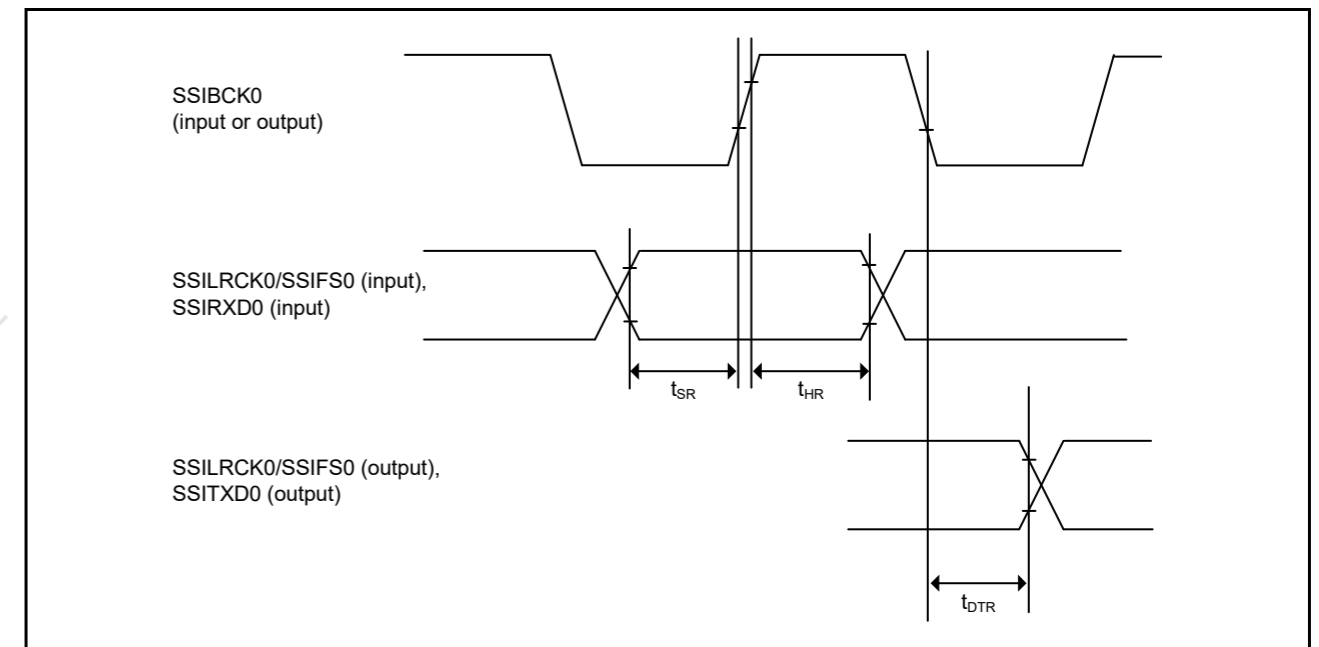 SSIBCK0
(input or output)
SSILRCK0/SSIFS0 (input),
SSIRXD0 (input)
tSR
tHR
SSILRCK0/SSIFS0 (output),
SSITXD0 (output)
tDTR